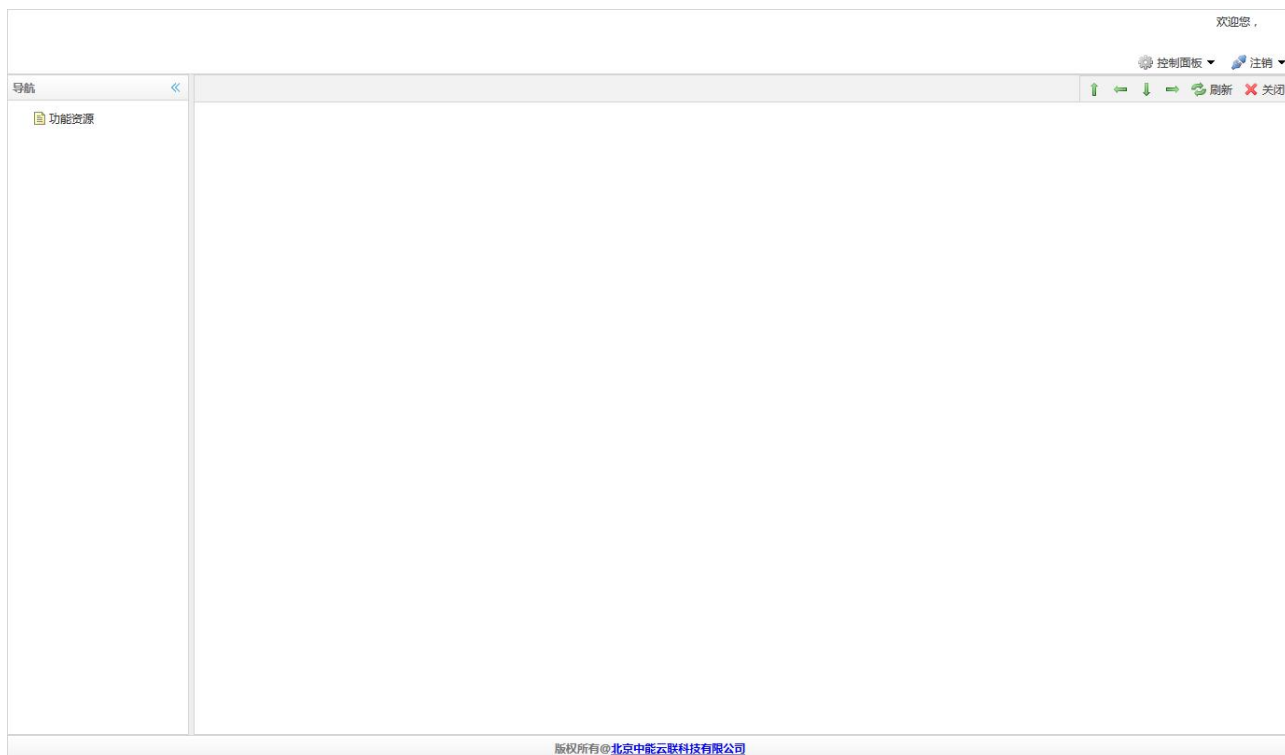 欢迎您，
控制面板 注销
导航
刷新 关闭
功能资源
版权所有@北京中能云联科技有限公司